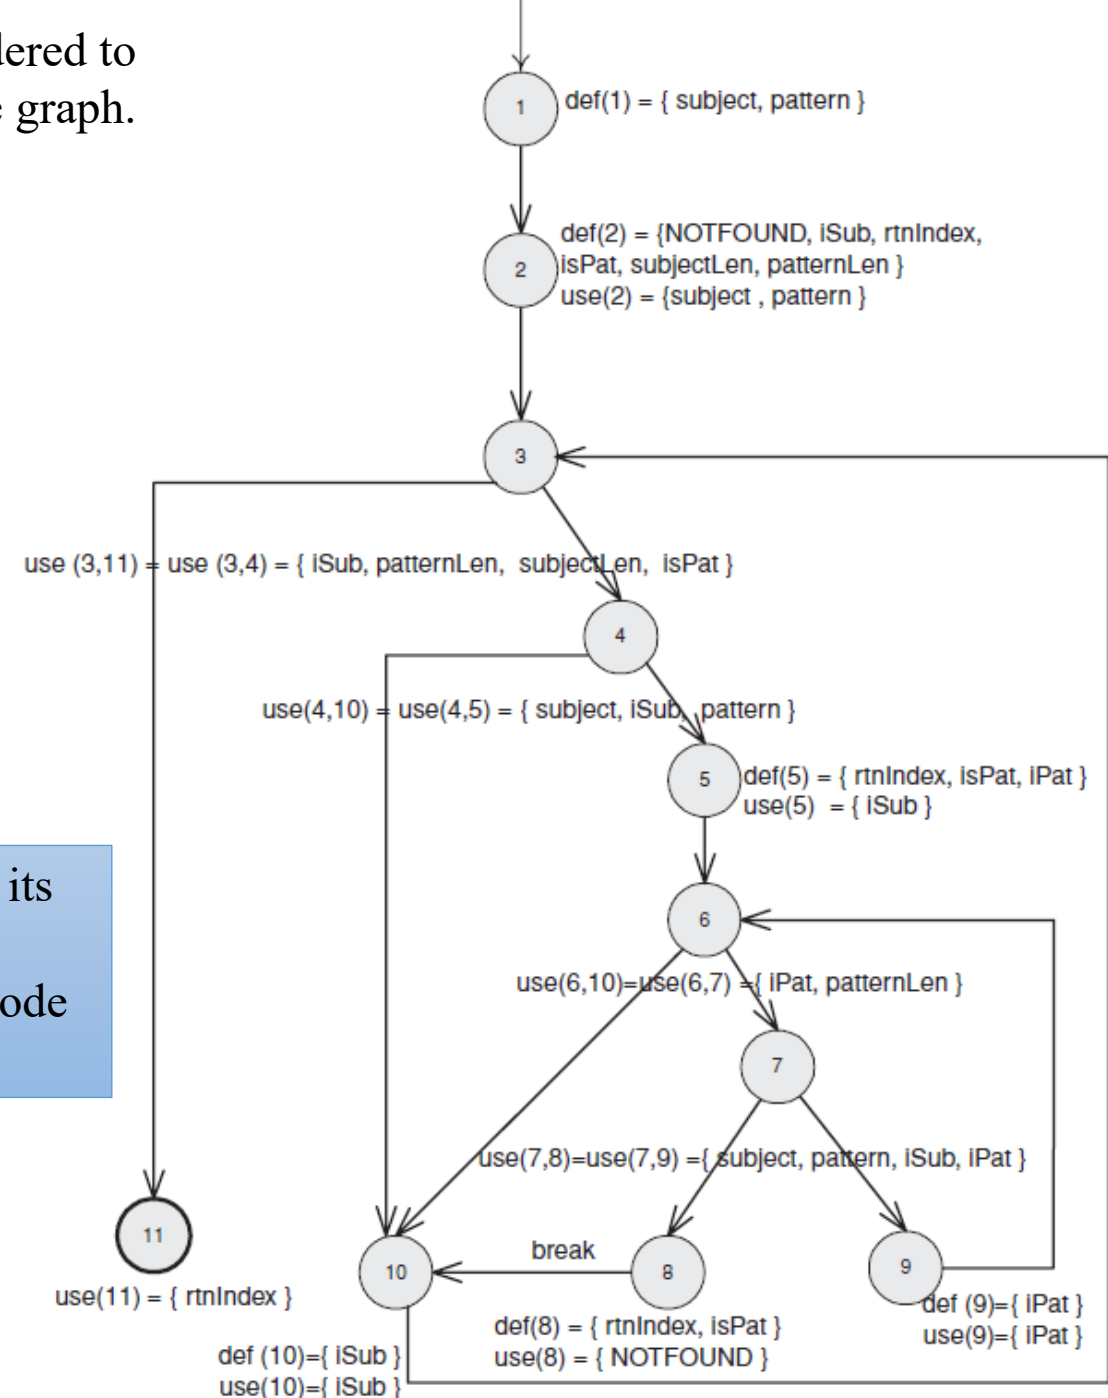 dered to
graph.
1
def(1) = { subject, pattern }
def(2) = {NOTFOUND, iSub, rtnIndex,
2
isPat, subjectLen, patternLen }
use(2) = {subject , pattern }
3
use (3,11) = use (3,4) = { iSub, patternLen, subjectLen, isPat }
4
use(4,10) = use(4,5) = { subject, iSub, pattern }
5
def(5) = { rtnIndex, isPat, iPat }
use(5) = { iSub }
its
6
use(6,10)=use(6,7) ={ iPat, patternLen }
ode
7
use(7,8)=use(7,9) ={ subject, pattern, iSub, iPat }
11
use(11) = { rtnIndex }
break
10
8
9
def (9)={ iPat }
use(9)={ iPat }
def(8) = { rtnIndex, isPat }
use(8) = { NOTFOUND }
def (10)={ iSub }
use(10)={ iSub }